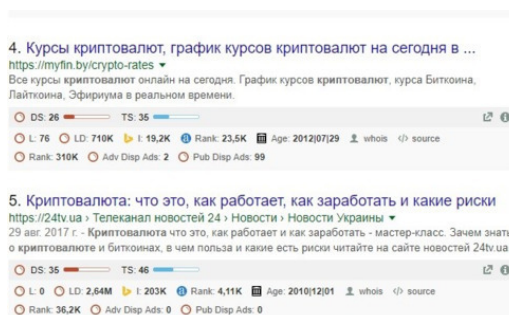 4. Курсы криптовалют, график курсов криптовалют на сегодня в ...
https://myfin.by/crypto-rates
Все курсы криптовалют онлайн на сегодня. График курсов криптовалют, курса Биткоина,
Лайткоина, Эфириума в реальном времени.
DS: 26 TS: 35
L: 76 LD: 710K I: 19,2K Rank: 23,5K Age: 2012|07|29 whois </> source
Rank: 310K Adv Disp Ads: 2 Pub Disp Ads: 99
5. Криптовалюта: что это, как работает, как заработать и какие риски
https://24tv.ua › Телеканал новостей 24 › Новости › Новости Украины
29 авг. 2017 г. - Криптовалюта что это, как работает и как заработать - мастер-класс. Зачем знать
о криптовалюте и биткоинах, в чем польза и какие есть риски читайте на сайте новостей 24tv.ua
DS: 35 TS: 46
L: 0 LD: 2,64M I: 203K Rank: 4,11K Age: 2010|12|01 whois </> source
Rank: 36,2K Adv Disp Ads: 0 Pub Disp Ads: 0